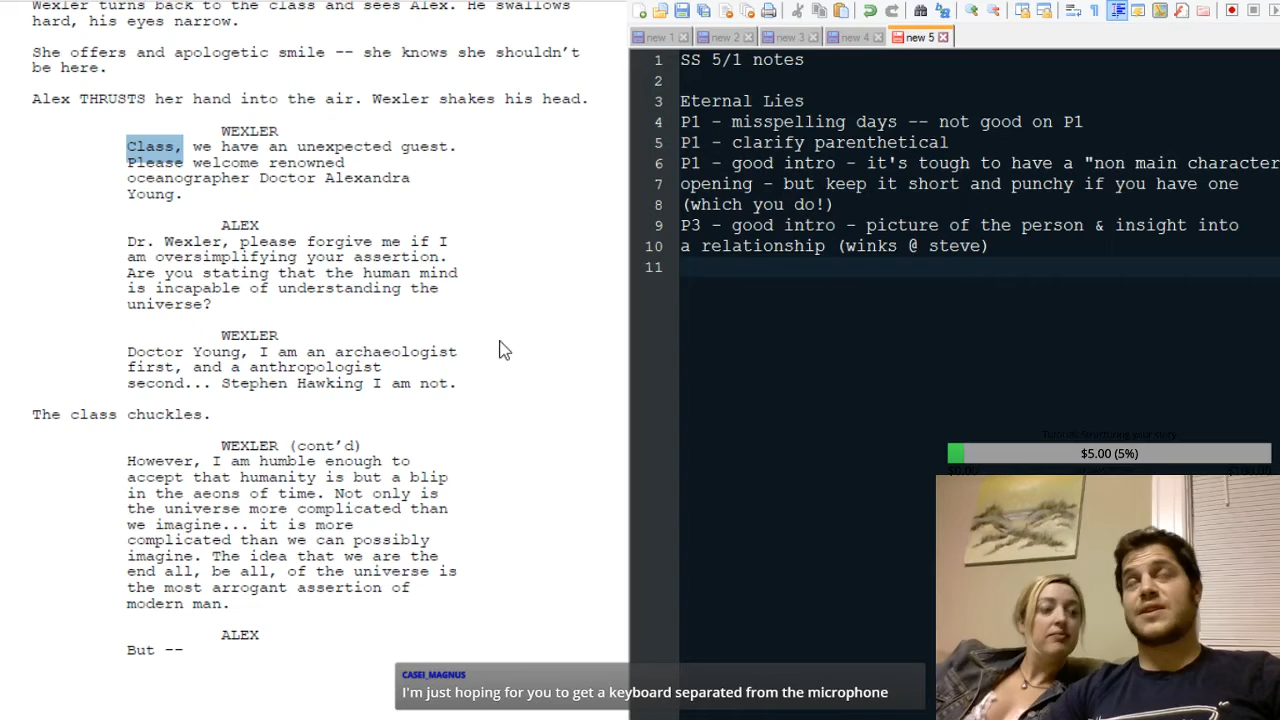 Wexler turns back to the class and sees Alex. He swallows
hard, his eyes narrow.
She offers and apologetic smile -- she knows she shouldn't
be here.
Alex THRUSTS her hand into the air. Wexler shakes his head.
WEXLER
Class, we have an unexpected guest.
Please welcome renowned
oceanographer Doctor Alexandra
Young.
ALEX
Dr. Wexler, please forgive me if I
am oversimplifying your assertion.
Are you stating that the human mind
is incapable of understanding the
universe?
WEXLER
Doctor Young, I am an archaeologist
first, and a anthropologist
second... Stephen Hawking I am not.
The class chuckles.
WEXLER (cont'd)
However, I am humble enough to
accept that humanity is but a blip
in the aeons of time. Not only is
the universe more complicated than
we imagine... it is more
complicated than we can possibly
imagine. The idea that we are the
end all, be all, of the universe is
the most arrogant assertion of
modern man.
ALEX
But --
new 1 new 2 new 3 new 4 new 5
1 SS 5/1 notes
2
3 Eternal Lies
4 P1 - misspelling days -- not good on P1
5 P1 - clarify parenthetical
6 P1 - good intro - it's tough to have a "non main character
7 opening - but keep it short and punchy if you have one
8 (which you do!)
9 P3 - good intro - picture of the person & insight into
10 a relationship (winks @ steve)
11
$5.00 (5%)
CASEI_MAGNUS
I'm just hoping for you to get a keyboard separated from the microphone